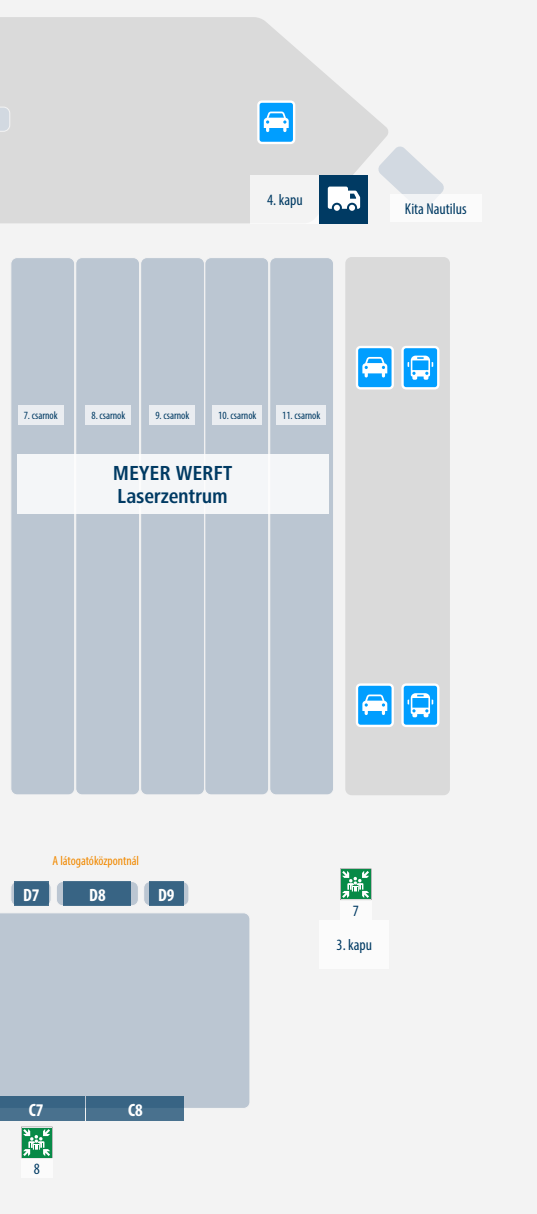 4. kapu
Kita Nautilus
7. csarnok
8. csarnok
9. csarnok
10. csarnok
11. csarnok
MEYER WERFT
Laserzentrum
A látogatóközpontnál
D7
D8
D9
7
3. kapu
C7
C8
8